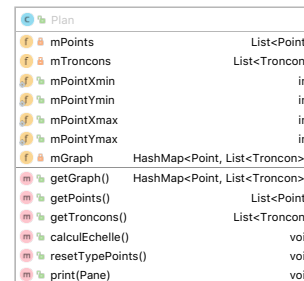 Plan
mPoints List<Point
mTroncons List<Troncon
mPointXmin in
mPointYmin in
mPointXmax in
mPointYmax in
mGraph HashMap<Point, List<Troncon>
getGraph() HashMap<Point, List<Troncon>
getPoints() List<Point
getTroncons() List<Troncon
calculEchelle() voi
resetTypePoints() voi
print(Pane) voi